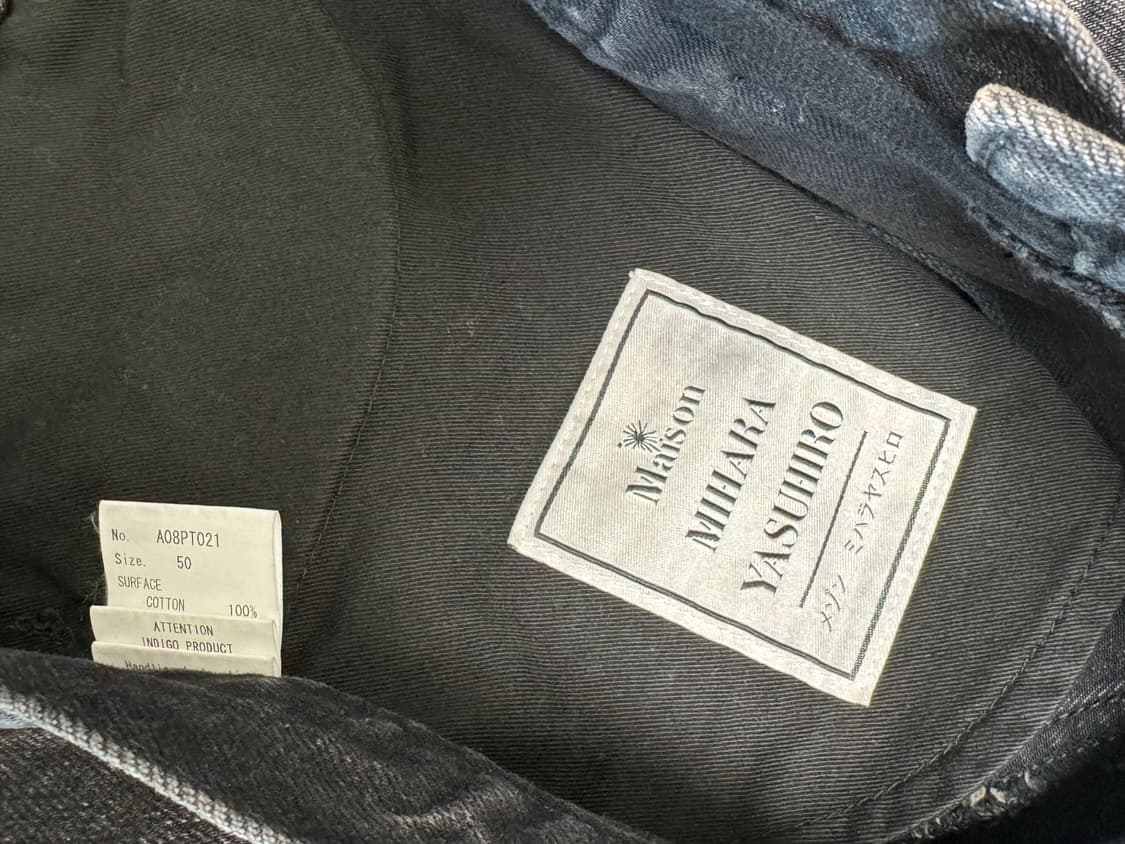 Maison
MIHARA
YASUHIRO
メゾン ミハラヤスヒロ
No. A08PT021
Size. 50
SURFACE
COTTON 100%
ATTENTION
INDIGO PRODUCT